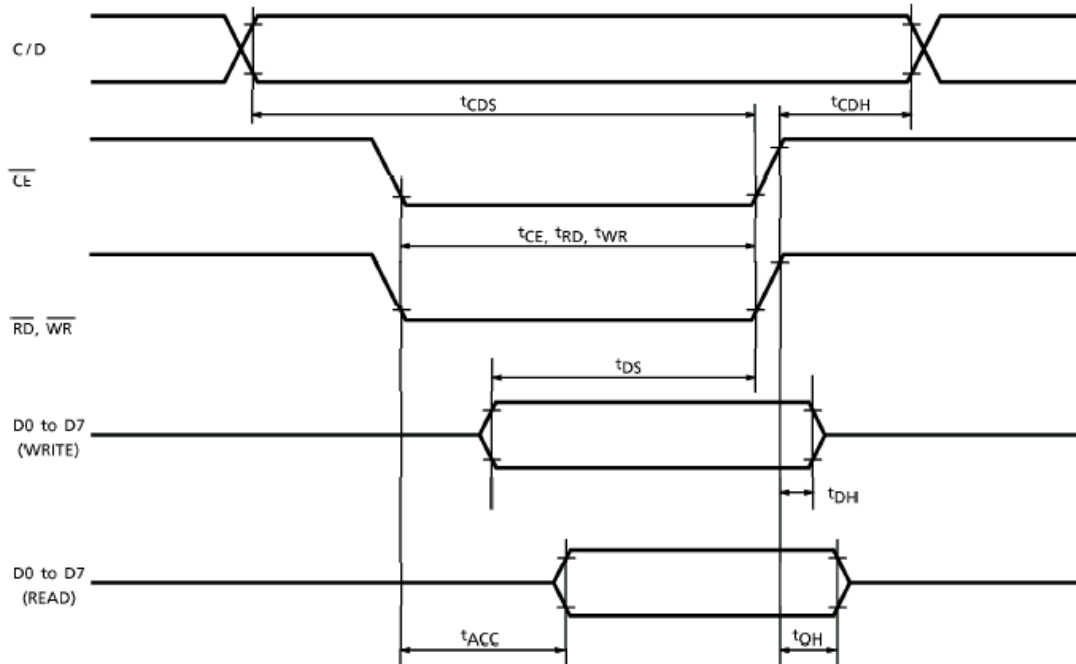 C/D
tCDS
tCDH
CE
tCE, tRD, tWR
RD, WR
tDS
D0 to D7
(WRITE)
tDH
D0 to D7
(READ)
tACC
tOH